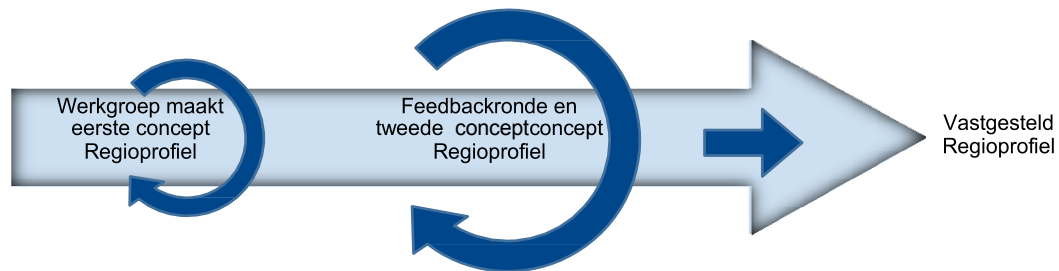 Werkgroep maakt
eerste concept
Regioprofiel
Feedbackronde en
tweede  conceptconcept
Regioprofiel
Vastgesteld
Regioprofiel